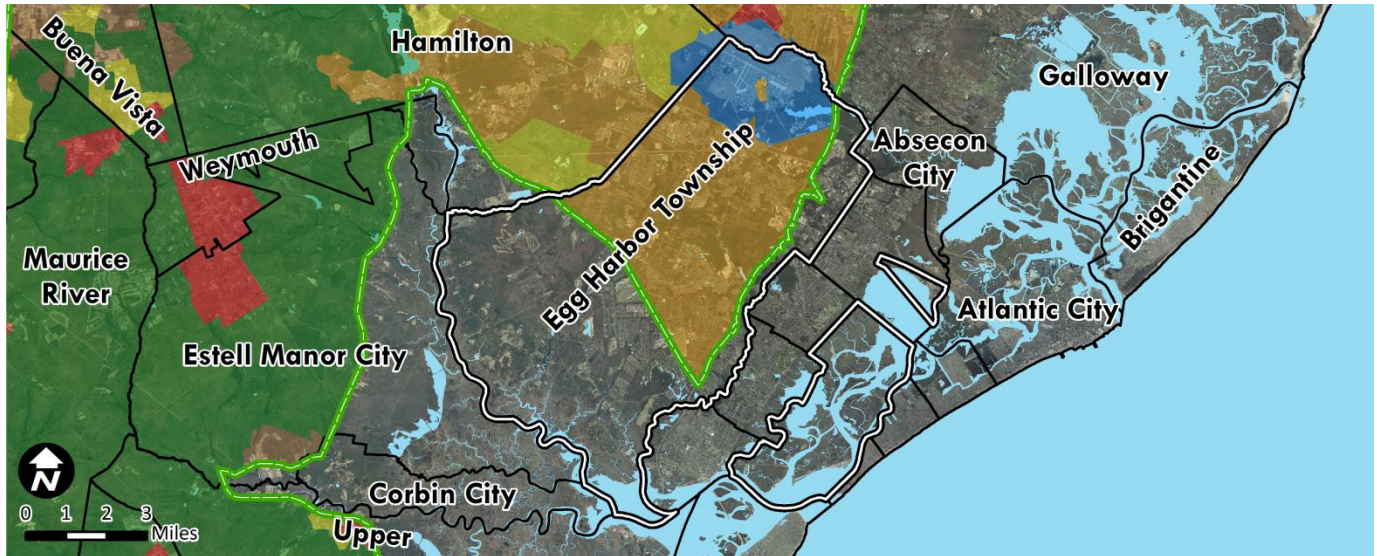 Buena Vista
Hamilton
Galloway
Absecon
City
Weymouth
Egg Harbor Township
Brigantine
Maurice
River
Atlantic City
Estell Manor City
Corbin City
Upper
N
0 1 2 3
Miles